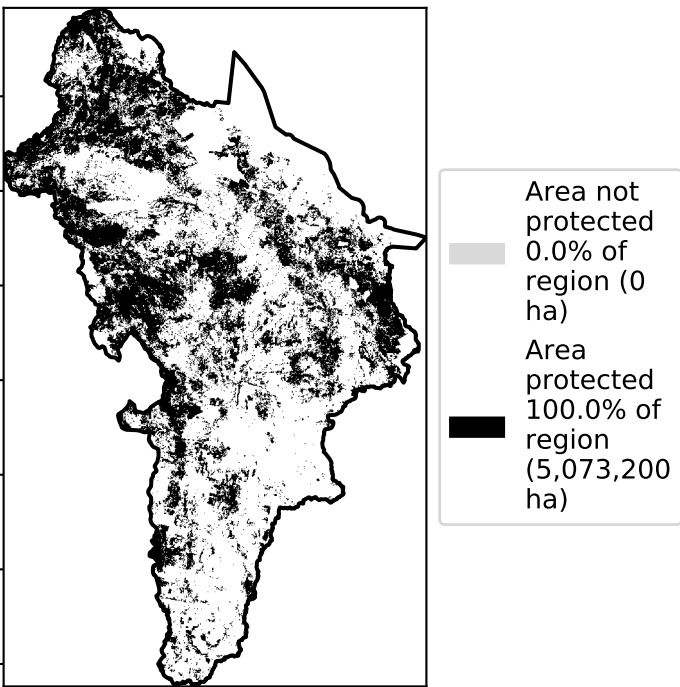 Area not
protected
0.0% of
region (0
ha)
Area
protected
100.0% of
region
(5,073,200
ha)